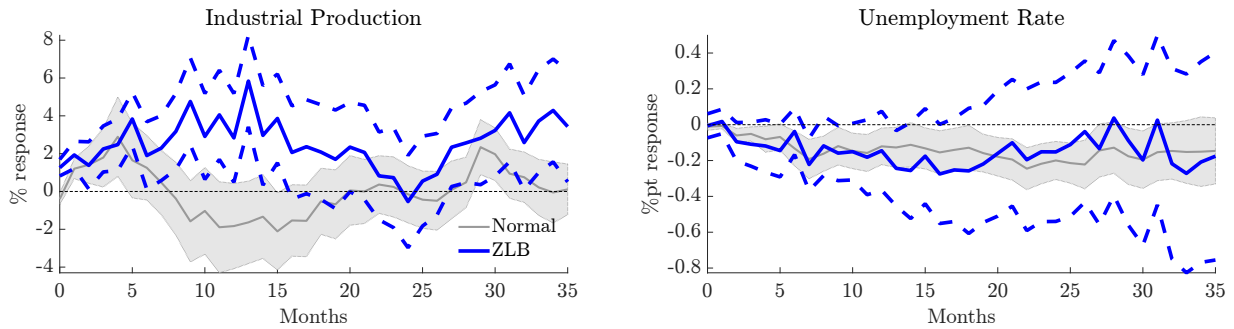 Industrial Production
% response
8
6
4
2
0
-2
-4
0 5 10 15 20 25 30 35
Months
Normal
ZLB
Unemployment Rate
%pt response
0.4
0.2
0
-0.2
-0.4
-0.6
-0.8
0 5 10 15 20 25 30 35
Months